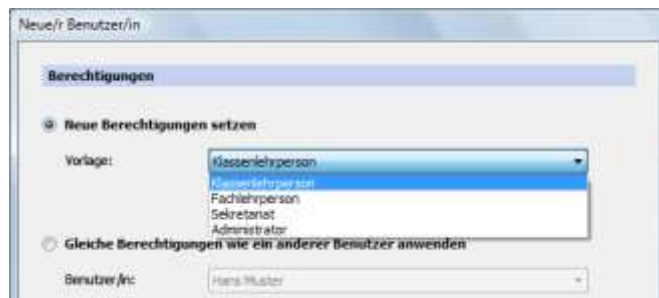 Neue/r Benutzer/in
Berechtigungen
Neue Berechtigungen setzen
Vorlage: Klassenlehrperson
Klassenlehrperson
Fachlehrperson
Sekretariat
Administrator
Gleiche Berechtigungen wie ein anderer Benutzer anwenden
Benutzer/in: Hans Muster